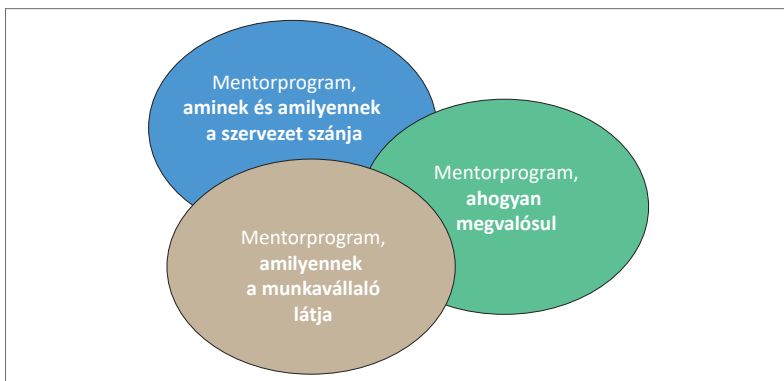 Mentorprogram,
aminek és amilyennek
a szervezet szánja
Mentorprogram,
ahogyan
megvalósul
Mentorprogram,
amilyennek
a munkavállaló
látja